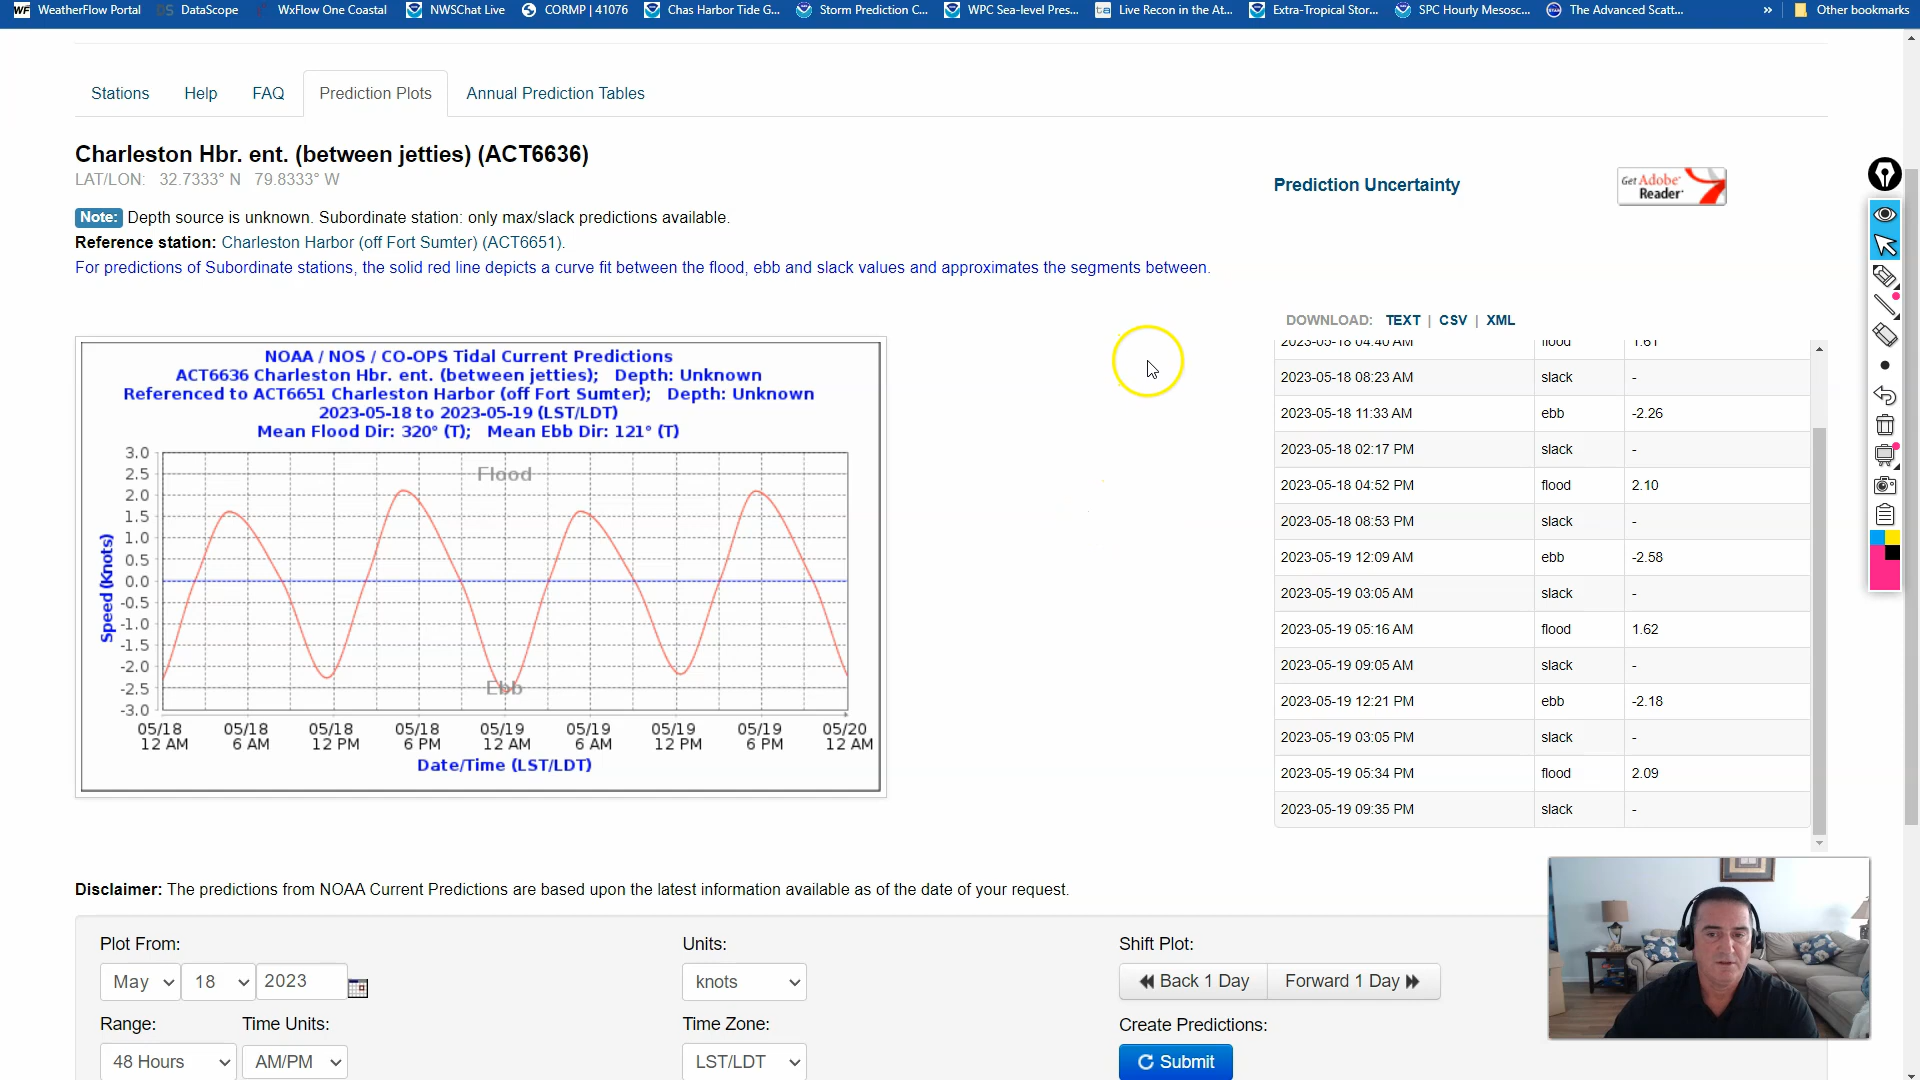 WF WeatherFlow Portal DS DataScope WxFlow One Coastal NWSChat Live CORMP | 41076 Chas Harbor Tide G... Storm Prediction C... WPC Sea-level Pres... ta Live Recon in the At... Extra-Tropical Stor... SPC Hourly Mesosc... The Advanced Scatt... » Other bookmarks
Stations Help FAQ Prediction Plots Annual Prediction Tables
Charleston Hbr. ent. (between jetties) (ACT6636)
LAT/LON: 32.7333° N 79.8333° W
Prediction Uncertainty
Get Adobe Reader
Note: Depth source is unknown. Subordinate station: only max/slack predictions available.
Reference station: Charleston Harbor (off Fort Sumter) (ACT6651).
For predictions of Subordinate stations, the solid red line depicts a curve fit between the flood, ebb and slack values and approximates the segments between.
NOAA / NOS / CO-OPS Tidal Current Predictions
ACT6636 Charleston Hbr. ent. (between jetties); Depth: Unknown
Referenced to ACT6651 Charleston Harbor (off Fort Sumter); Depth: Unknown
2023-05-18 to 2023-05-19 (LST/LDT)
Mean Flood Dir: 320° (T); Mean Ebb Dir: 121° (T)
Speed (Knots)
3.0
2.5
2.0
1.5
1.0
0.5
0.0
-0.5
-1.0
-1.5
-2.0
-2.5
-3.0
Flood
Ebb
05/18 05/18 05/18 05/18 05/19 05/19 05/19 05/19 05/20
12 AM 6 AM 12 PM 6 PM 12 AM 6 AM 12 PM 6 PM 12 AM
Date/Time (LST/LDT)
DOWNLOAD: TEXT | CSV | XML
2023-05-18 04:40 AM flood 1.61
2023-05-18 08:23 AM slack -
2023-05-18 11:33 AM ebb -2.26
2023-05-18 02:17 PM slack -
2023-05-18 04:52 PM flood 2.10
2023-05-18 08:53 PM slack -
2023-05-19 12:09 AM ebb -2.58
2023-05-19 03:05 AM slack -
2023-05-19 05:16 AM flood 1.62
2023-05-19 09:05 AM slack -
2023-05-19 12:21 PM ebb -2.18
2023-05-19 03:05 PM slack -
2023-05-19 05:34 PM flood 2.09
2023-05-19 09:35 PM slack -
Disclaimer: The predictions from NOAA Current Predictions are based upon the latest information available as of the date of your request.
Plot From: Units: Shift Plot:
May 18 2023 knots Back 1 Day Forward 1 Day
Range: Time Units: Time Zone: Create Predictions:
48 Hours AM/PM LST/LDT Submit